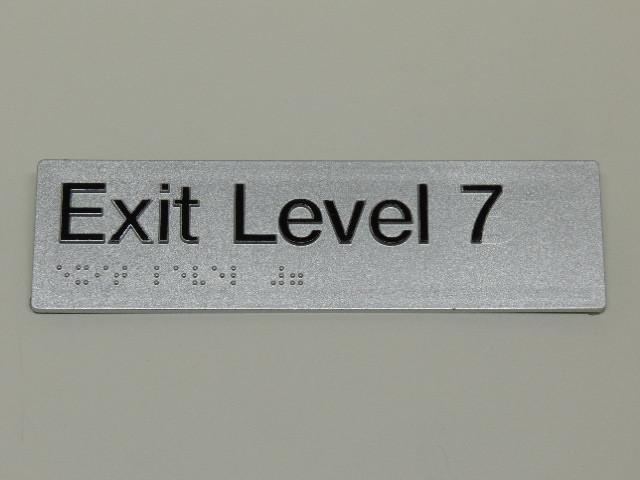 Exit Level 7
⠑⠭⠊⠞ ⠇⠑⠧⠑⠇ ⠼⠛